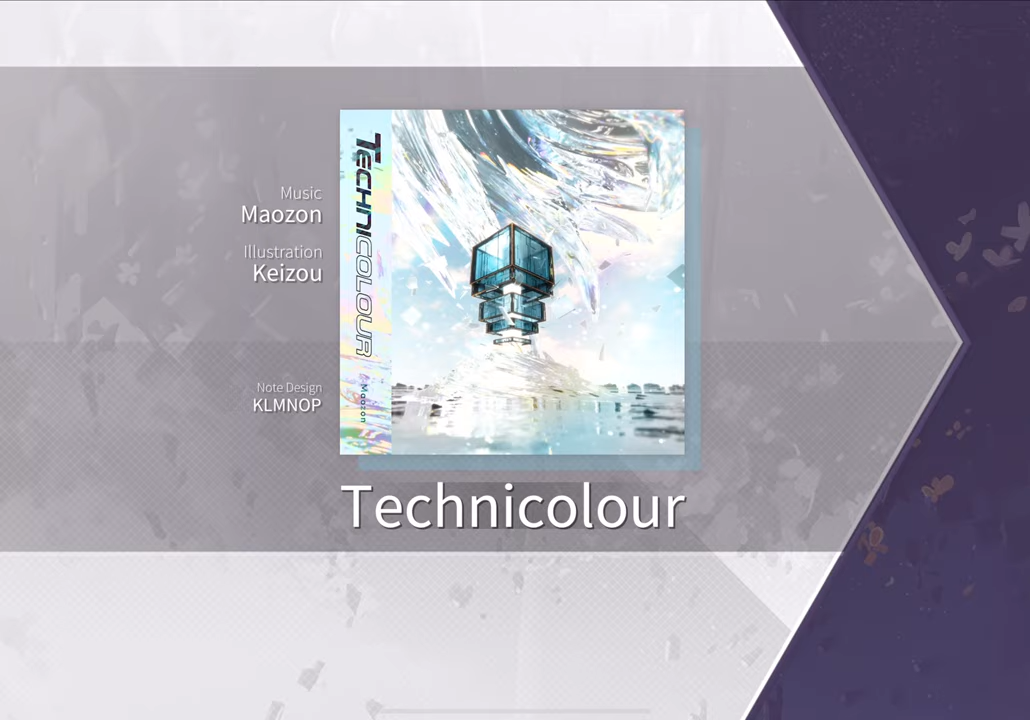 Music
Maozon
Illustration
Keizou
Note Design
KLMNOP
TECHNICOLOUR
Maozon
Technicolour